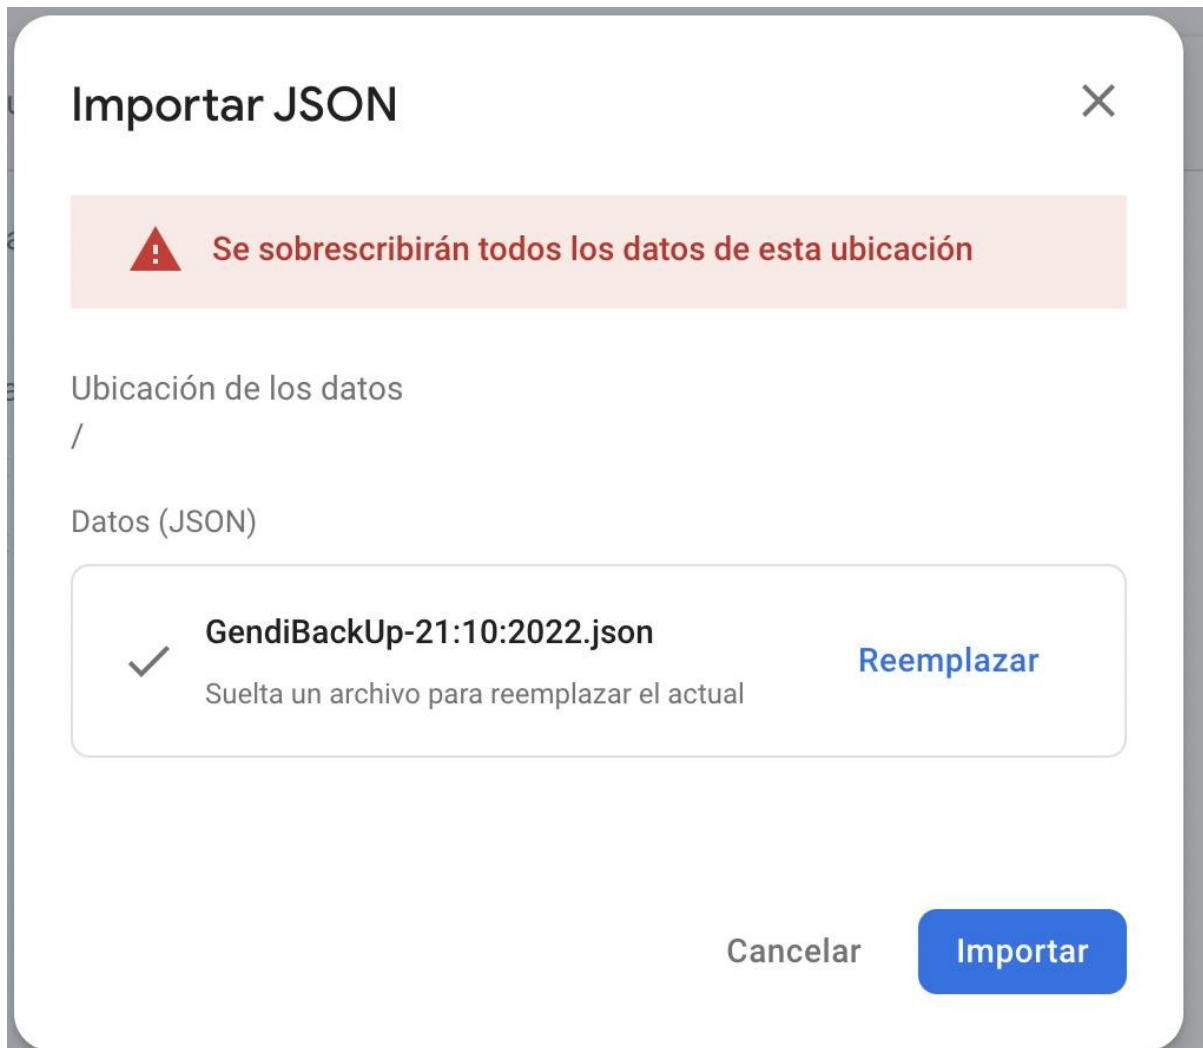 Importar JSON
Se sobrescribirán todos los datos de esta ubicación
Ubicación de los datos
/
Datos (JSON)
GendiBackUp-21:10:2022.json
Reemplazar
Suelta un archivo para reemplazar el actual
Cancelar
Importar